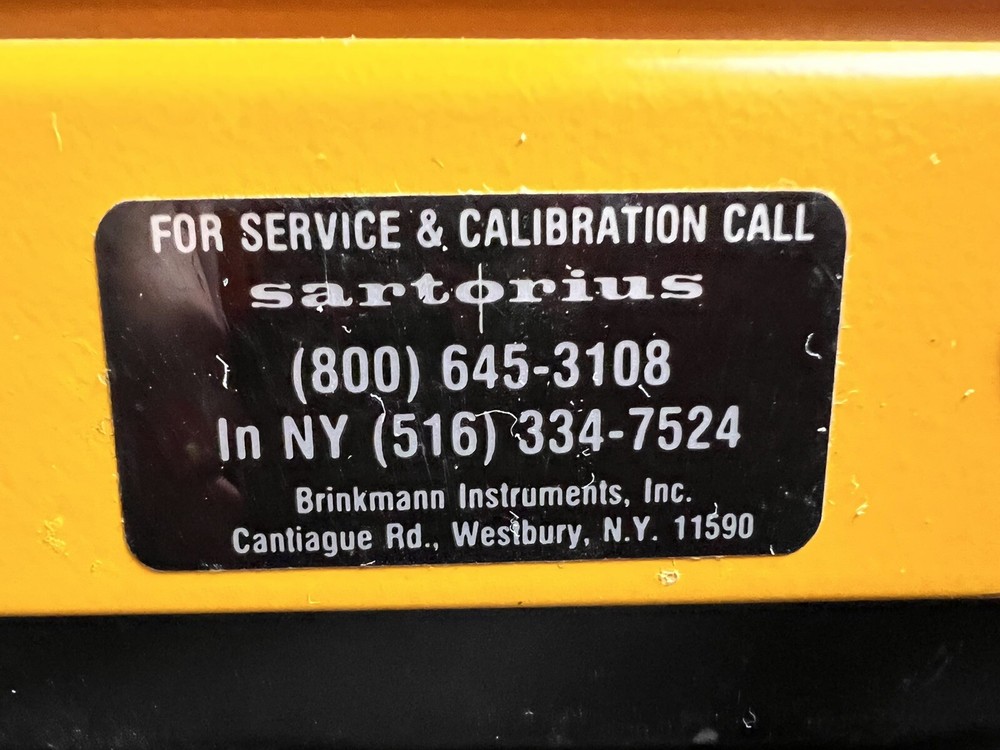 FOR SERVICE & CALIBRATION CALL
sartorius
(800) 645-3108
In NY (516) 334-7524
Brinkmann Instruments, Inc.
Cantiague Rd., Westbury, N.Y. 11590